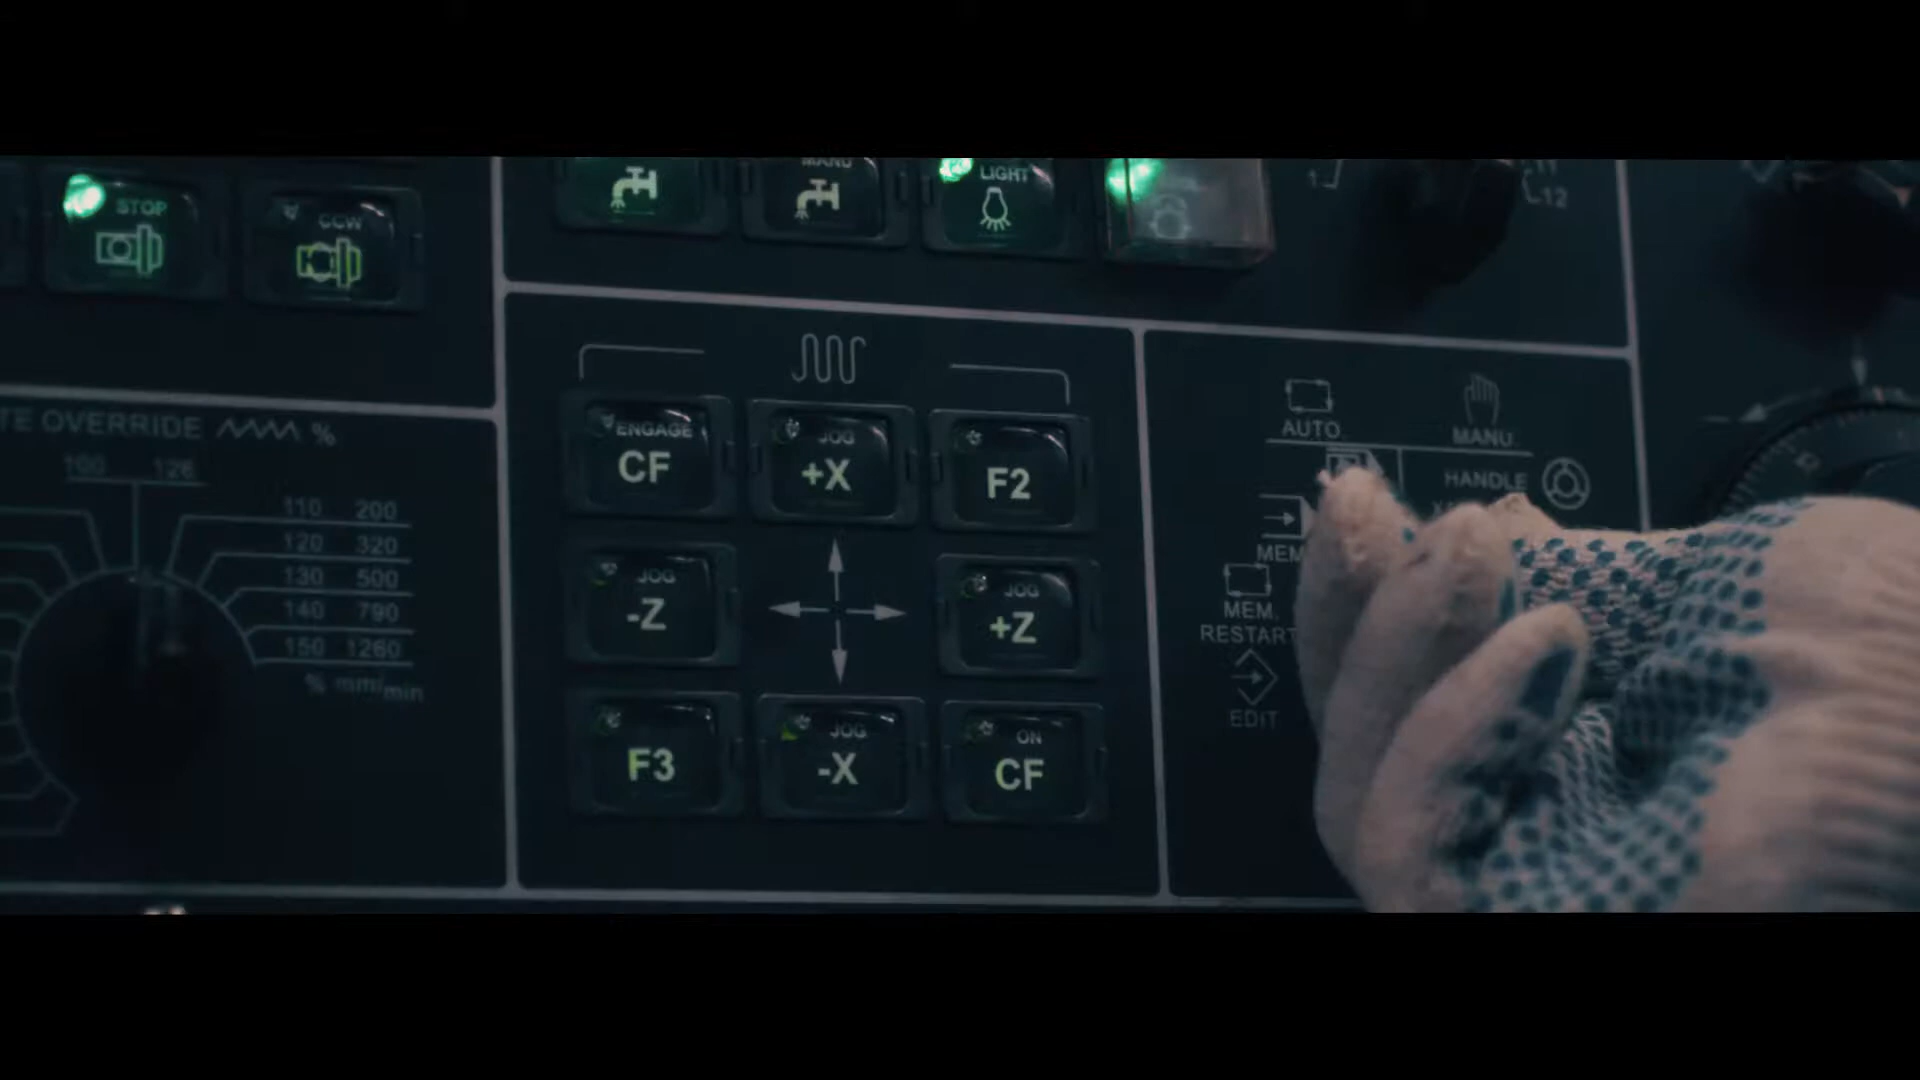 STOP
CCW
MANU
LIGHT
12
TE OVERRIDE %
100 126
110 200
120 320
130 500
140 790
150 1260
% mm/min
ENGAGE
CF
JOG
+X
F2
JOG
-Z
JOG
+Z
F3
JOG
-X
ON
CF
AUTO.
MANU.
HANDLE
MEM
MEM.
RESTART
EDIT